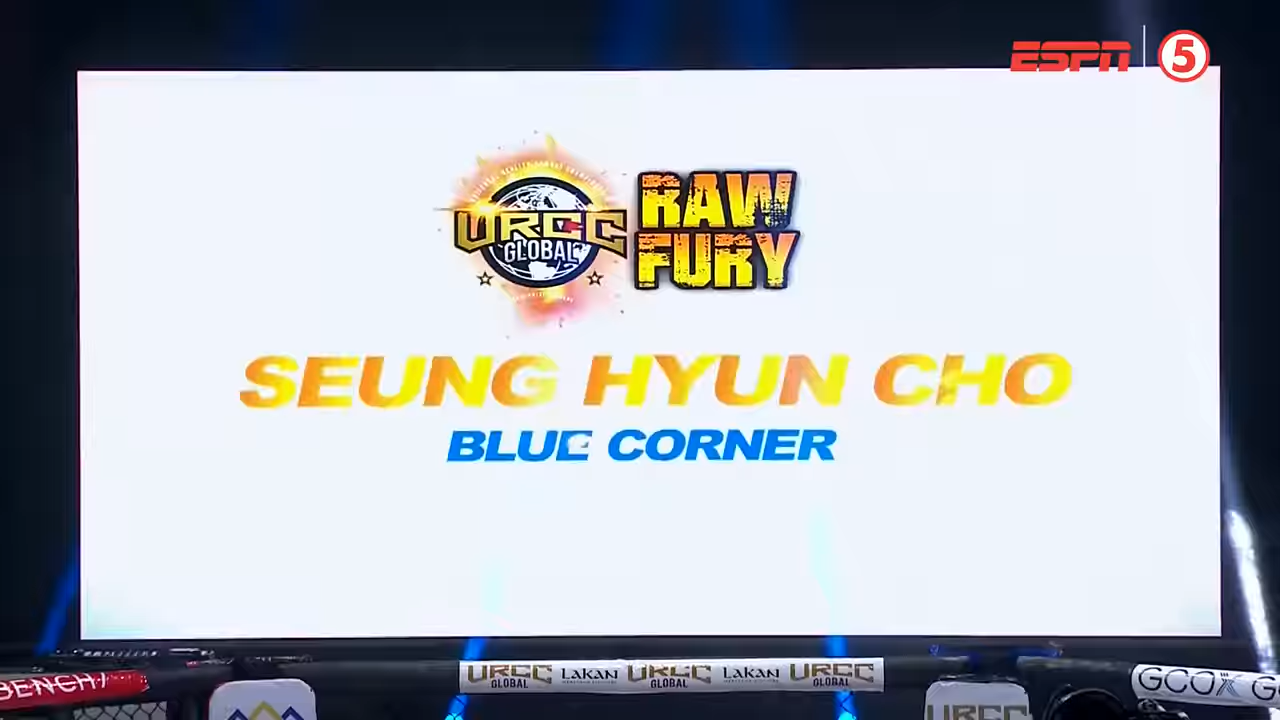 ESPN 5
URCC
GLOBAL
RAW
FURY
SEUNG HYUN CHO
BLUE CORNER
BENCH/
URCC GLOBAL LAKAN URCC GLOBAL LAKAN URCC GLOBAL
URCC
GCOX G